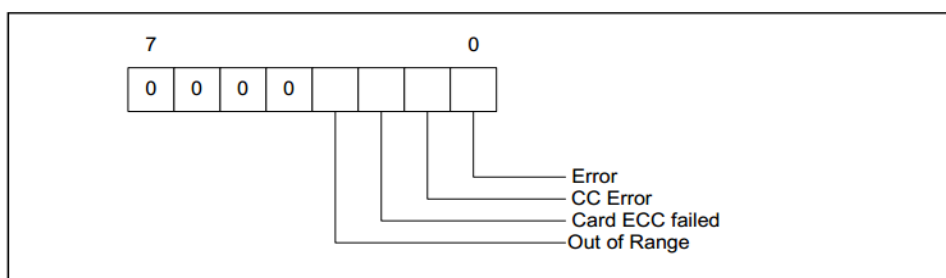 7 0
0 0 0 0
Error
CC Error
Card ECC failed
Out of Range